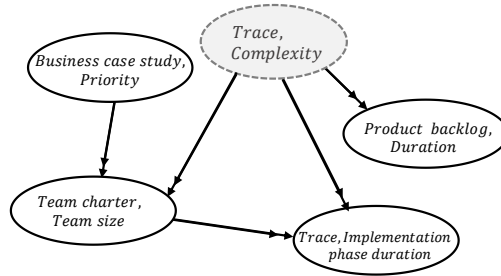 Trace,
Complexity
Business case study,
Priority
Product backlog,
Duration
Team charter,
Team size
Trace, Implementation
phase duration